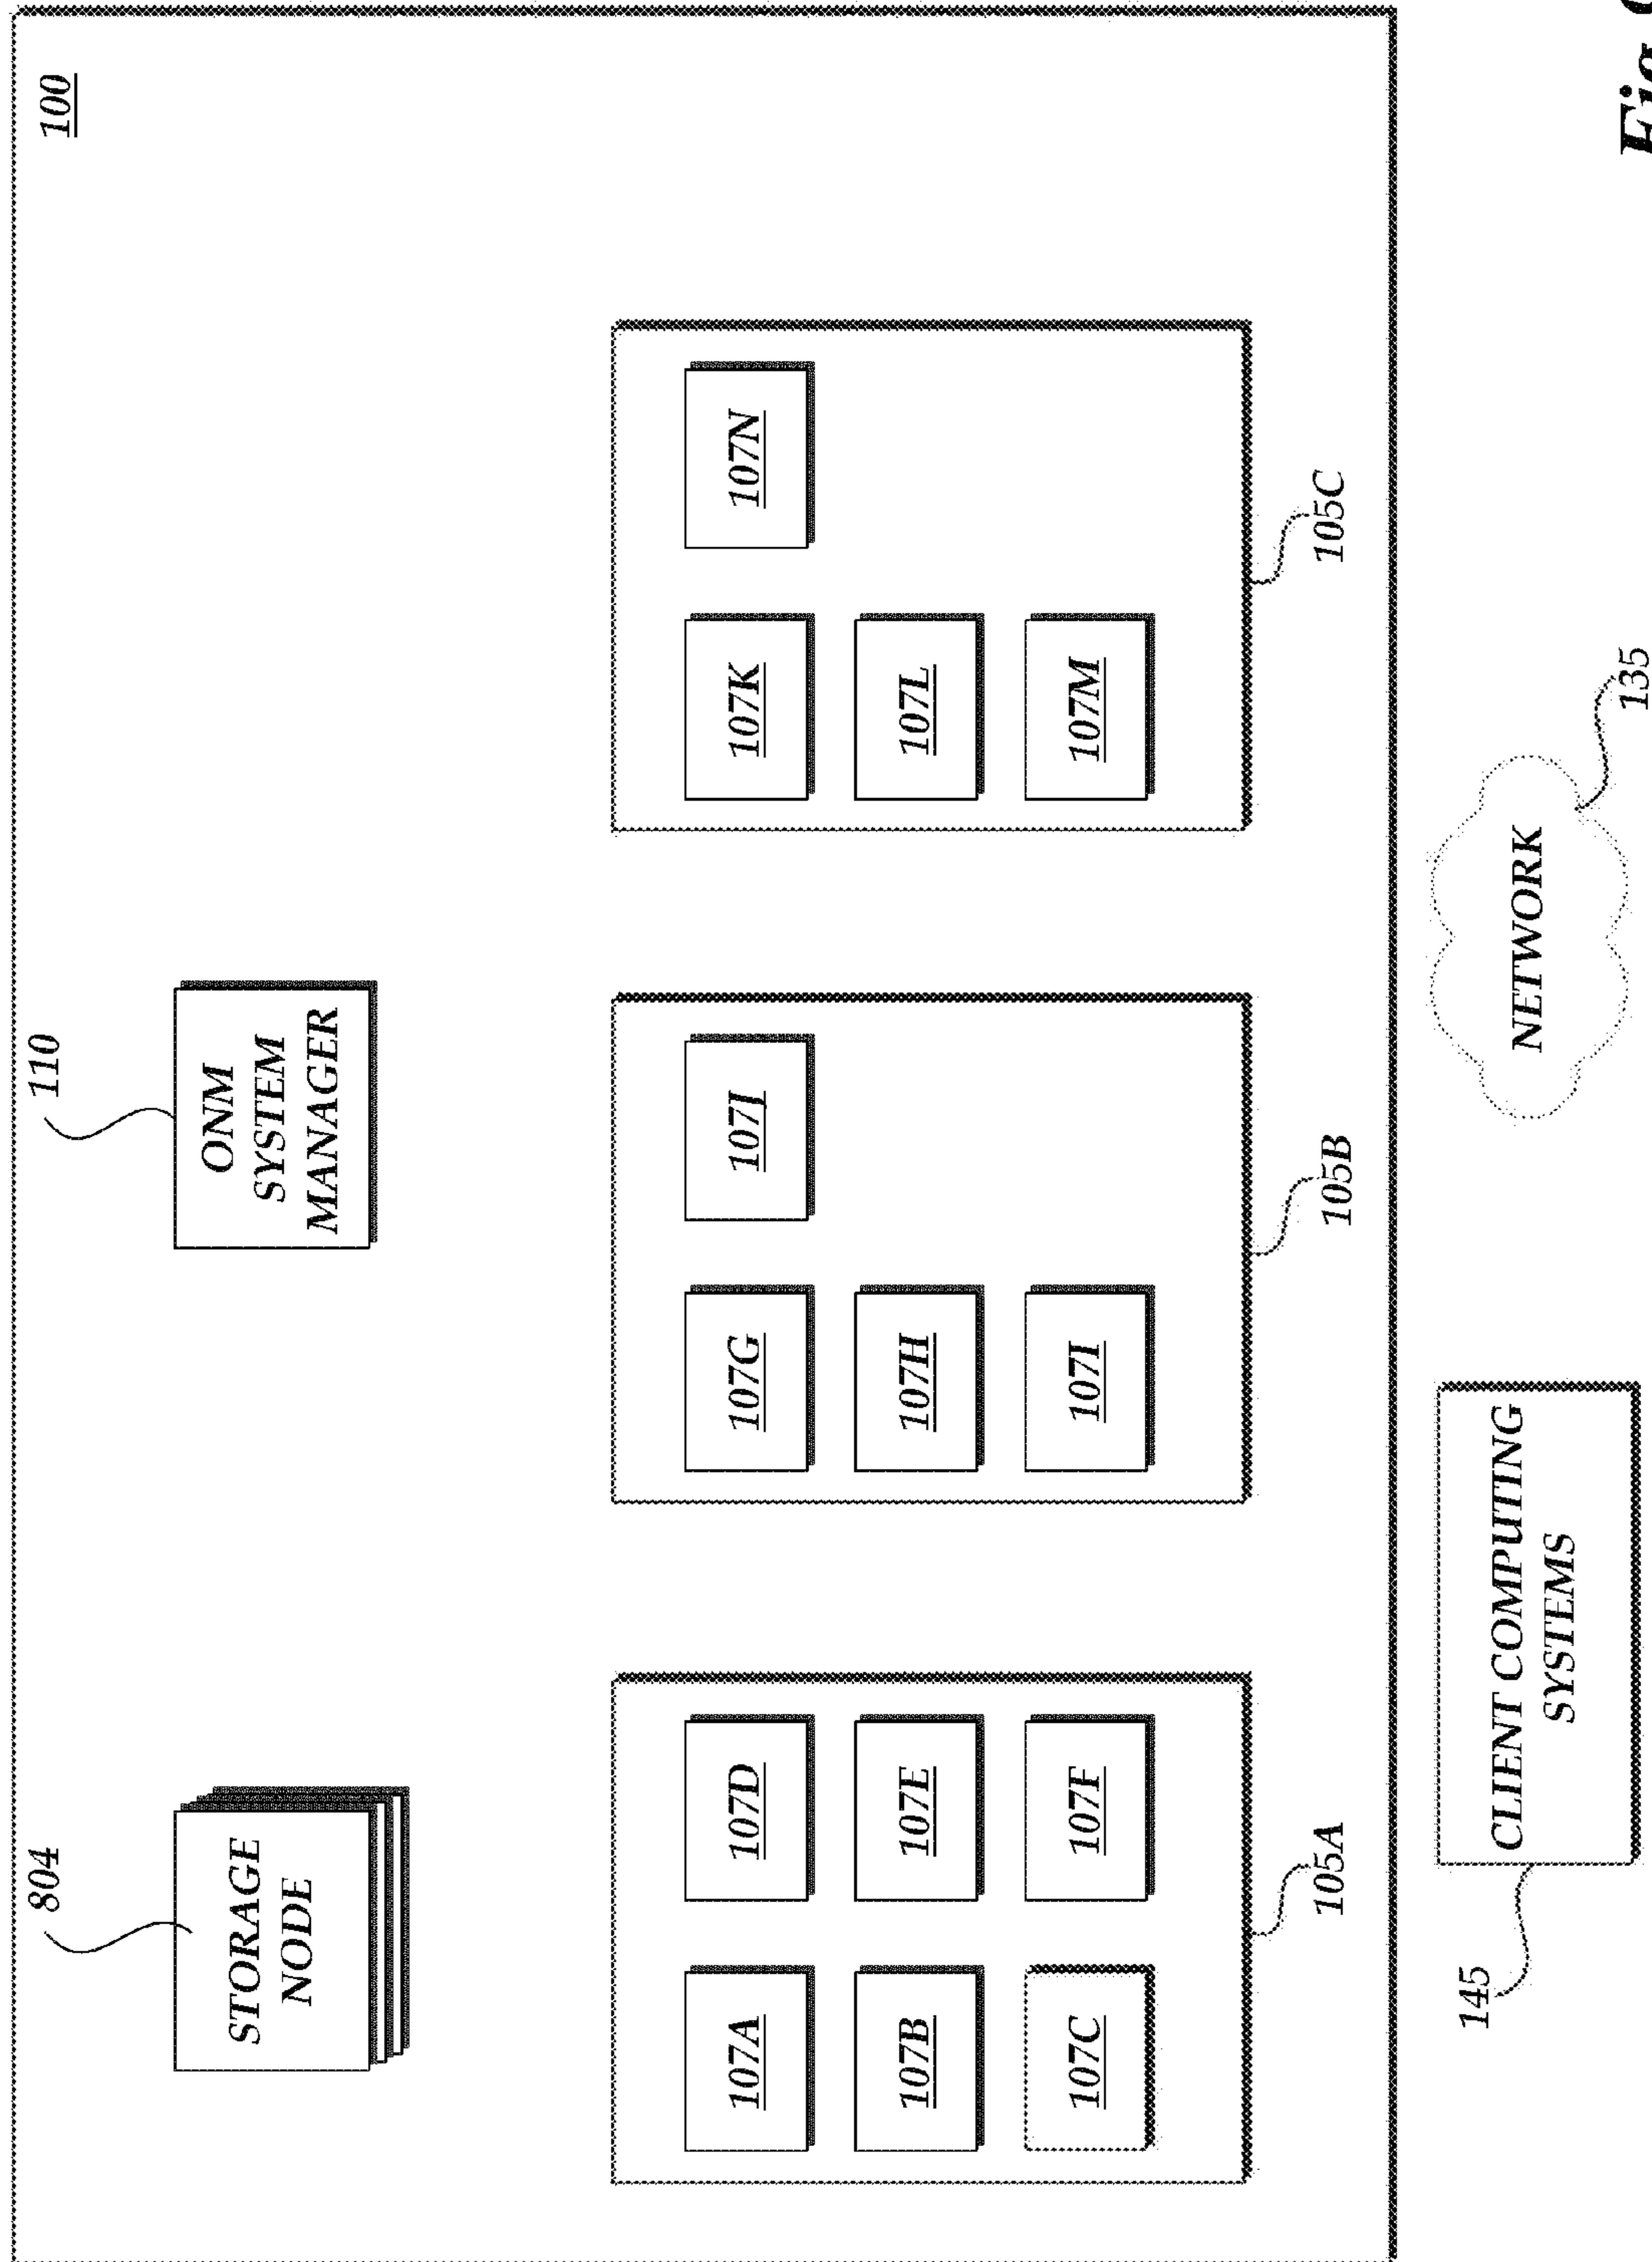 804
110
100
STORAGE
NODE
ONM
SYSTEM
MANAGER
107A
107D
107G
107J
107K
107N
107B
107E
107H
107L
107C
107F
107I
107M
105A
105B
105C
145
CLIENT COMPUTING
SYSTEMS
NETWORK
135
Fig